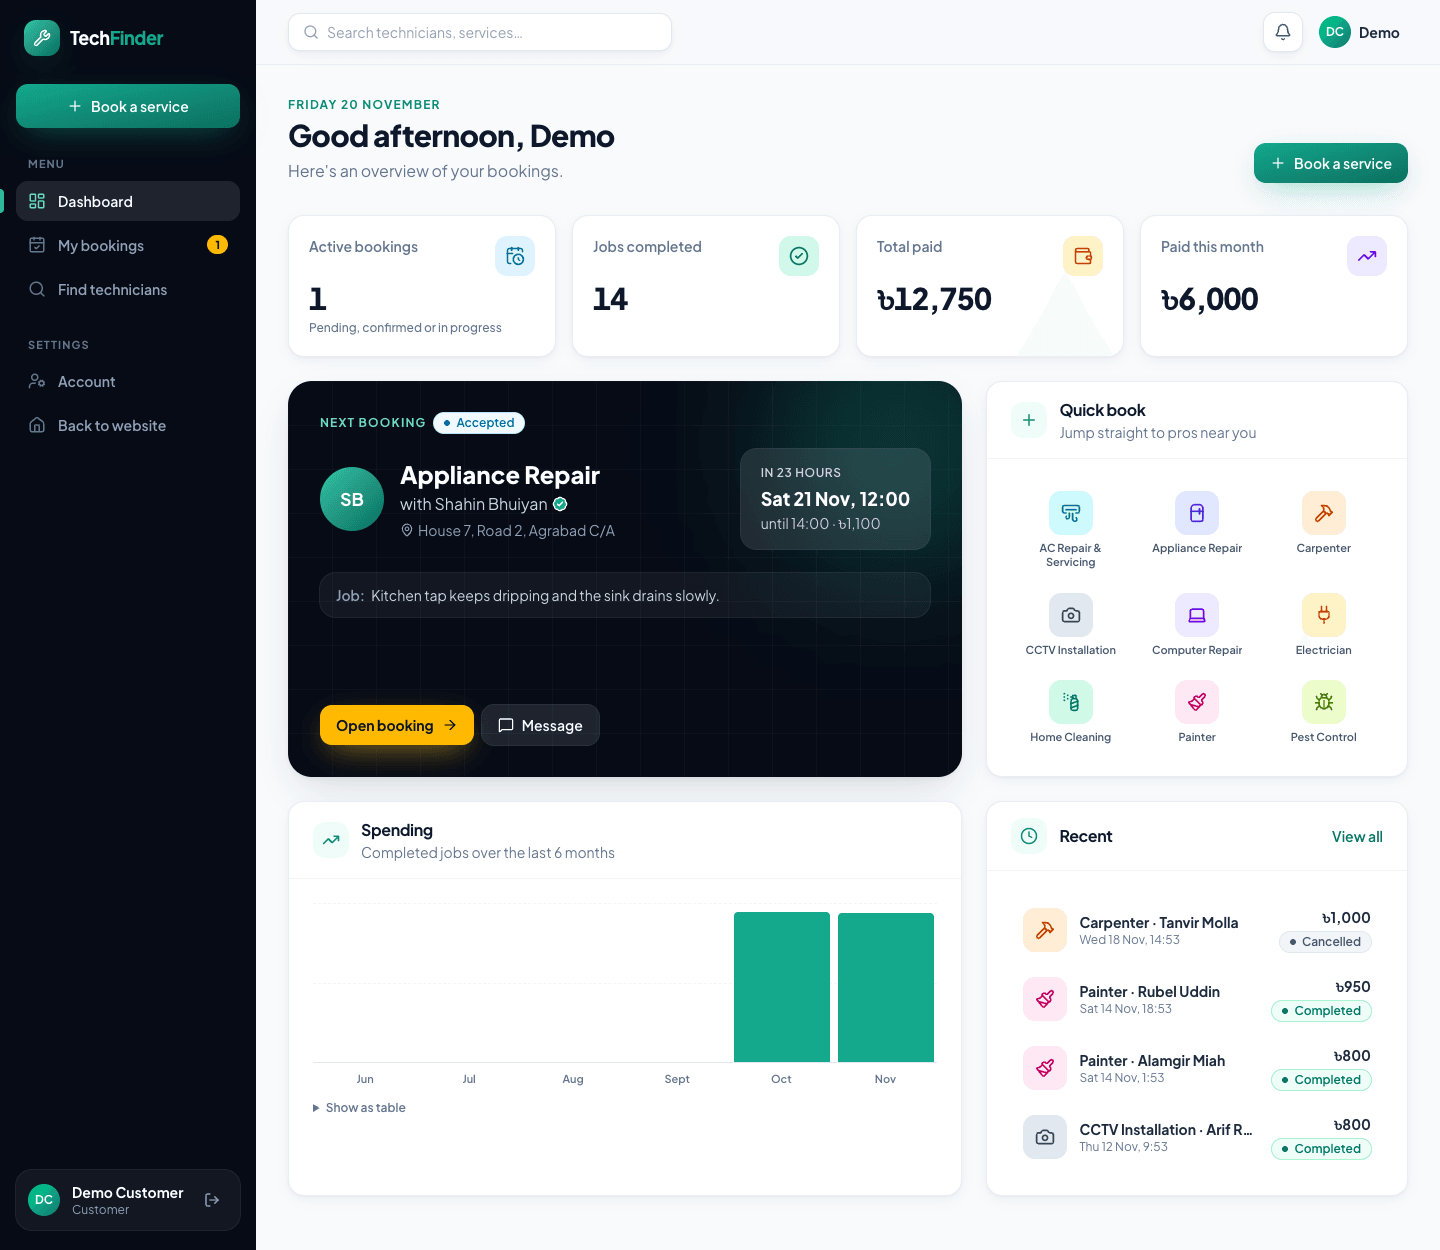 TechFinder
Book a service
MENU
Dashboard
My bookings
1
Find technicians
SETTINGS
Account
Back to website
DC
Demo Customer
Customer
Search technicians, services…
DC
Demo
FRIDAY 20 NOVEMBER
Good afternoon, Demo
Here's an overview of your bookings.
Book a service
Active bookings
1
Pending, confirmed or in progress
Jobs completed
14
Total paid
৳12,750
Paid this month
৳6,000
NEXT BOOKING
Accepted
SB
Appliance Repair
with Shahin Bhuiyan
House 7, Road 2, Agrabad C/A
IN 23 HOURS
Sat 21 Nov, 12:00
until 14:00 · ৳1,100
Job: Kitchen tap keeps dripping and the sink drains slowly.
Open booking
Message
Quick book
Jump straight to pros near you
AC Repair &
Servicing
Appliance Repair
Carpenter
CCTV Installation
Computer Repair
Electrician
Home Cleaning
Painter
Pest Control
Spending
Completed jobs over the last 6 months
Jun
Jul
Aug
Sept
Oct
Nov
Show as table
Recent
View all
Carpenter · Tanvir Molla
Wed 18 Nov, 14:53
৳1,000
Cancelled
Painter · Rubel Uddin
Sat 14 Nov, 18:53
৳950
Completed
Painter · Alamgir Miah
Sat 14 Nov, 1:53
৳800
Completed
CCTV Installation · Arif R…
Thu 12 Nov, 9:53
৳800
Completed